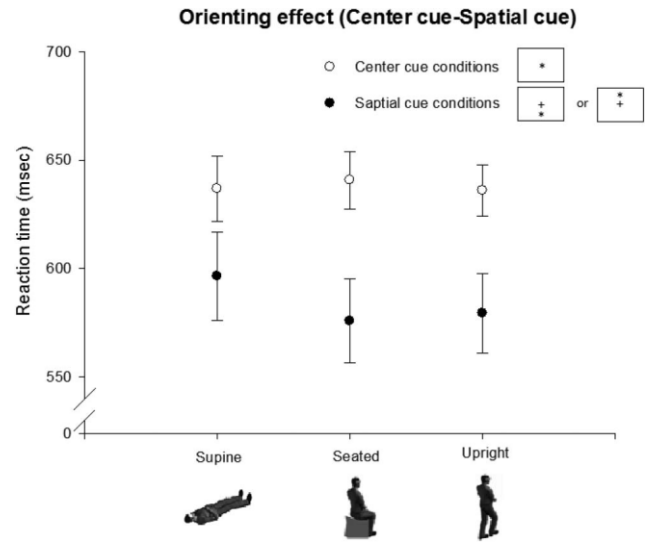 Orienting effect (Center cue-Spatial cue)
700
650
600
550
0
Reaction time (msec)
Center cue conditions *
Saptial cue conditions + * or * +
Supine
Seated
Upright